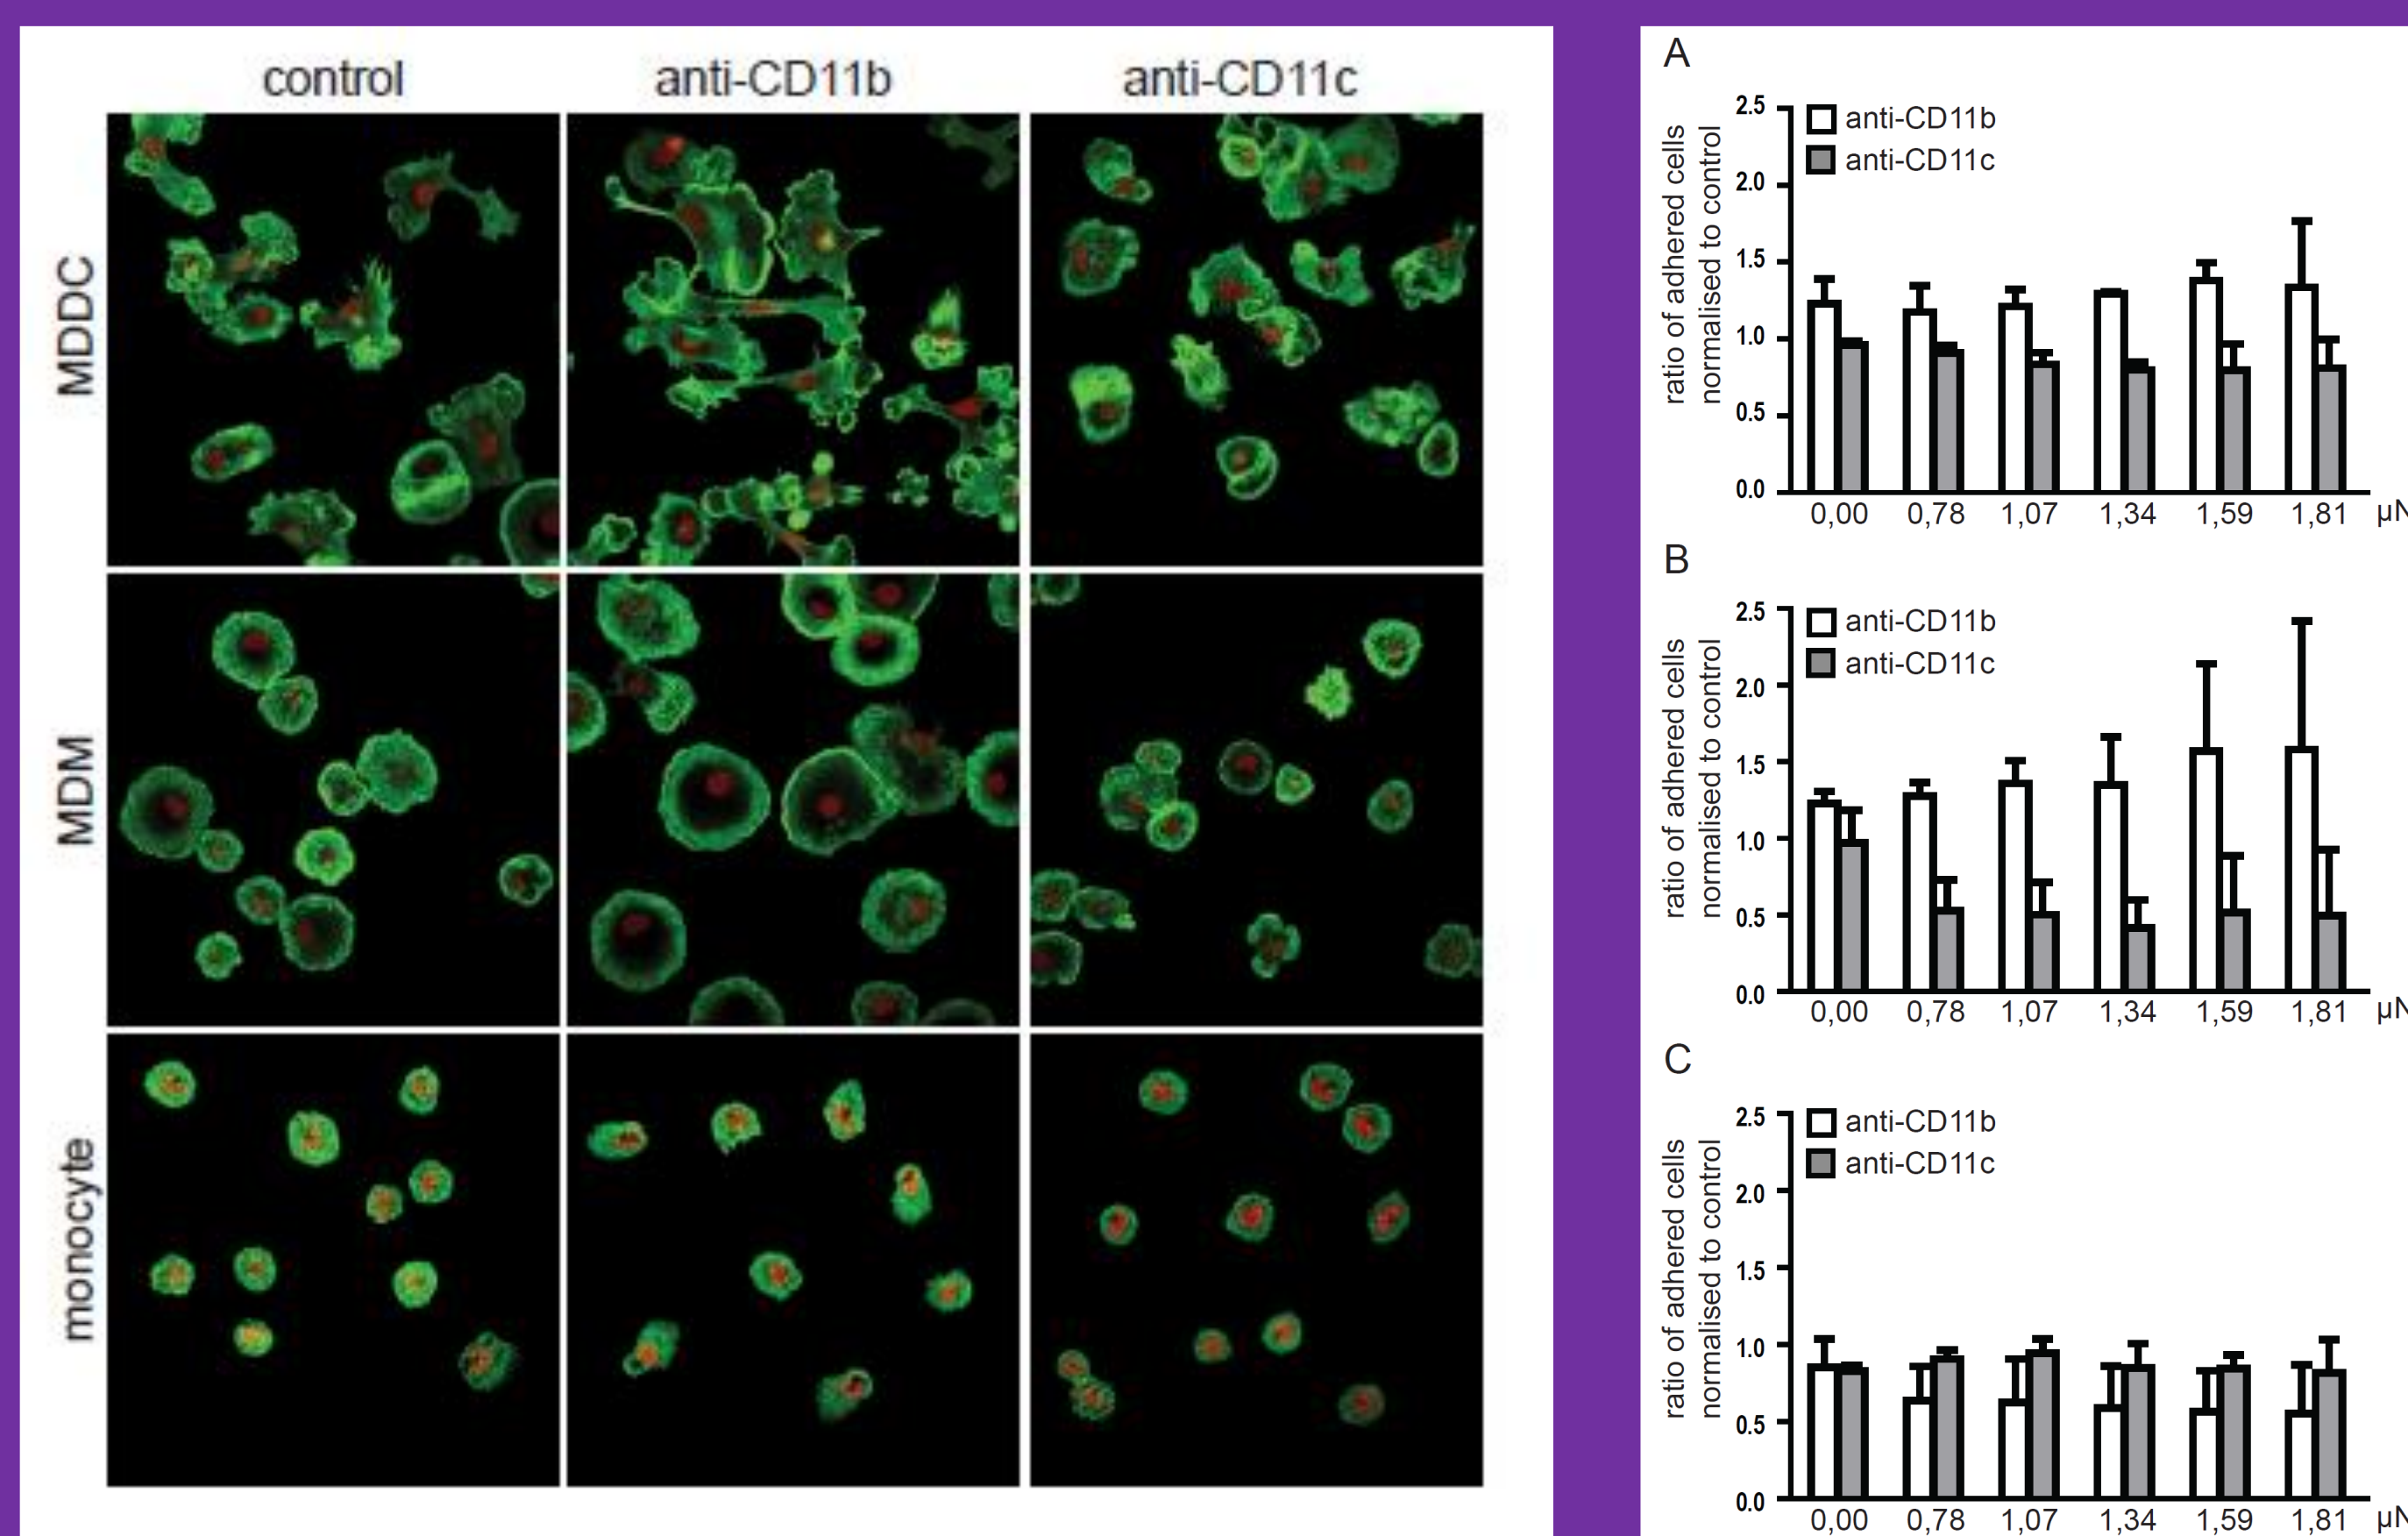 control anti-CD11b anti-CD11c
MDDC
MDM
monocyte
A
ratio of adhered cells
normalised to control
2.5
2.0
1.5
1.0
0.5
0.0
anti-CD11b
anti-CD11c
0,00 0,78 1,07 1,34 1,59 1,81 µN
B
ratio of adhered cells
normalised to control
2.5
2.0
1.5
1.0
0.5
0.0
anti-CD11b
anti-CD11c
0,00 0,78 1,07 1,34 1,59 1,81 µN
C
ratio of adhered cells
normalised to control
2.5
2.0
1.5
1.0
0.5
0.0
anti-CD11b
anti-CD11c
0,00 0,78 1,07 1,34 1,59 1,81 µN